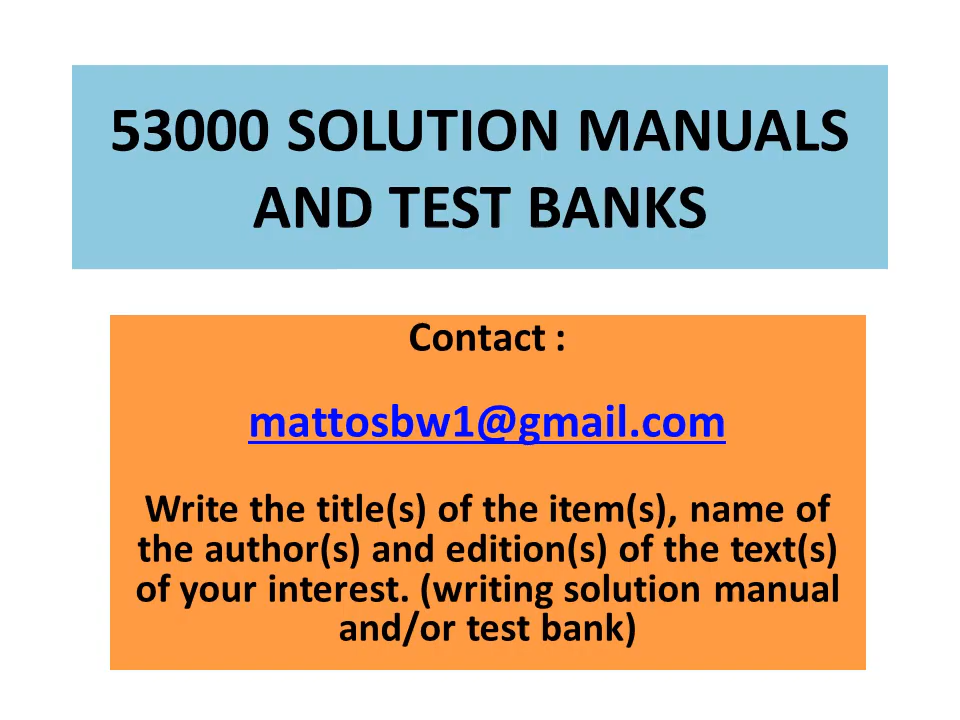 53000 SOLUTION MANUALS
AND TEST BANKS
Contact :
mattosbw1@gmail.com
Write the title(s) of the item(s), name of
the author(s) and edition(s) of the text(s)
of your interest. (writing solution manual
and/or test bank)